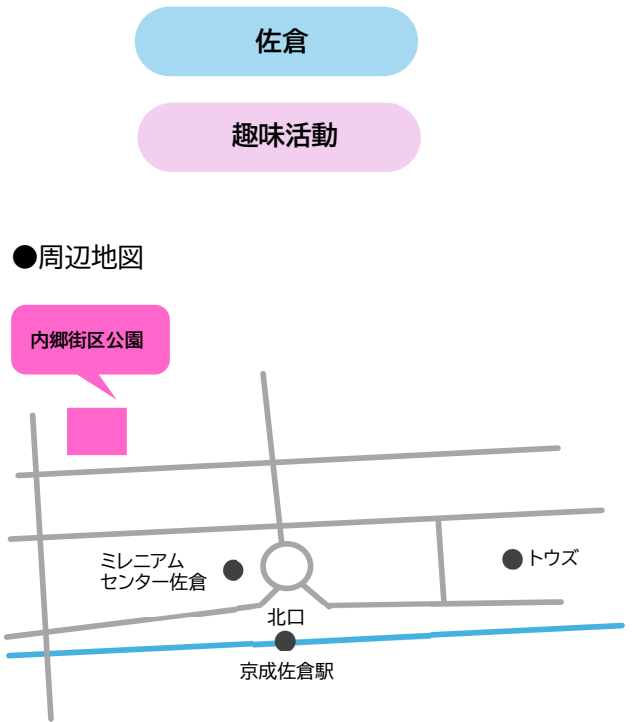 佐倉
趣味活動
●周辺地図
内郷街区公園
ミレニアム
センター佐倉
トウズ
北口
京成佐倉駅